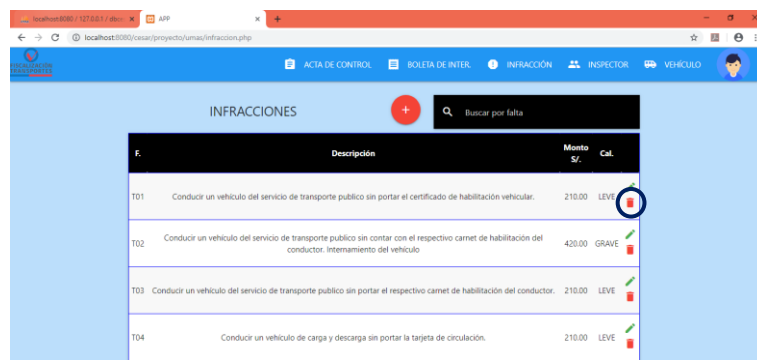 localhost:8080 / 127.0.0.1 /
APP
localhost:8080/cesar/proyecto/umas/infraccion.php
FISCALIZACIÓN
TRANSPORTES
ACTA DE CONTROL
BOLETA DE INTER.
INFRACCIÓN
INSPECTOR
VEHÍCULO
INFRACCIONES
Buscar por falta
F. Descripción Monto S/. Cal.
T01 Conducir un vehículo del servicio de transporte publico sin portar el certificado de habilitación vehicular. 210.00 LEVE
T02 Conducir un vehículo del servicio de transporte publico sin contar con el respectivo carnet de habilitación del
conductor. Internamiento del vehículo 420.00 GRAVE
T03 Conducir un vehículo del servicio de transporte publico sin portar el respectivo carnet de habilitación del conductor. 210.00 LEVE
T04 Conducir un vehículo de carga y descarga sin portar la tarjeta de circulación. 210.00 LEVE